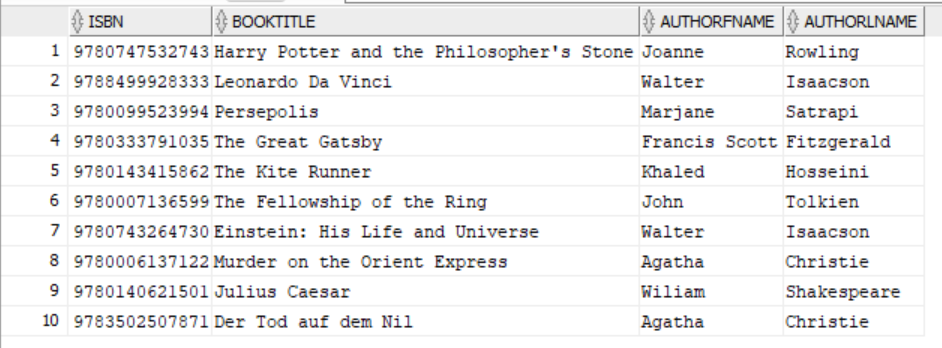 ISBN BOOKTITLE AUTHORFNAME AUTHORLNAME
1 9780747532743 Harry Potter and the Philosopher's Stone Joanne Rowling
2 9788499928333 Leonardo Da Vinci Walter Isaacson
3 9780099523994 Persepolis Marjane Satrapi
4 9780333791035 The Great Gatsby Francis Scott Fitzgerald
5 9780143415862 The Kite Runner Khaled Hosseini
6 9780007136599 The Fellowship of the Ring John Tolkien
7 9780743264730 Einstein: His Life and Universe Walter Isaacson
8 9780006137122 Murder on the Orient Express Agatha Christie
9 9780140621501 Julius Caesar Wiliam Shakespeare
10 9783502507871 Der Tod auf dem Nil Agatha Christie